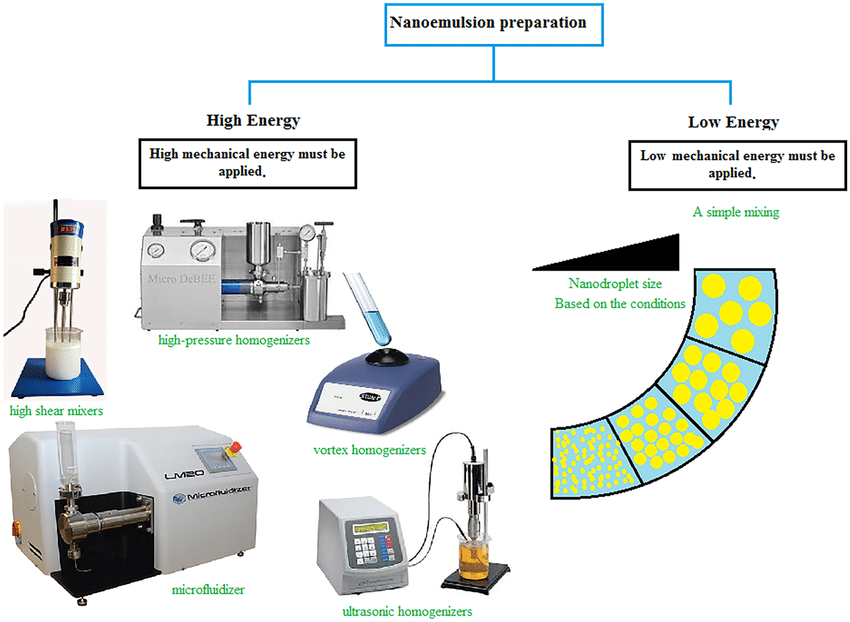 Nanoemulsion preparation
High Energy
High mechanical energy must be
applied.
Low Energy
Low mechanical energy must be
applied.
A simple mixing
Nanodroplet size
Based on the conditions
Micro DeBEE
high-pressure homogenizers
high shear mixers
STUART
vortex homogenizers
LM20
Microfluidizer
microfluidizer
ultrasonic homogenizers